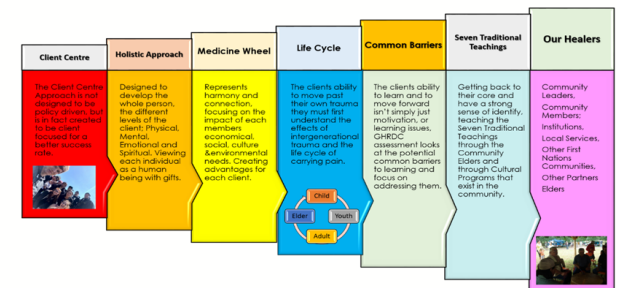 Client Centre
The Client Centre
Approach is not
designed to be
policy driven, but
is in fact created
to be client
focused for a
better success
rate.
Holistic Approach
Designed to
develop the
whole person,
the different
levels of the
client; Physical,
Mental,
Emotional and
Spiritual. Viewing
each individual
as a human
being with gifts.
Medicine Wheel
Represents
harmony and
connection,
focusing on the
impact of each
members
economical,
social, culture
&environmental
needs. Creating
advantages for
each client.
Life Cycle
The clients ability
to move past
their own trauma
they must first
understand the
effects of
intergenerational
trauma and the
life cycle of
carrying pain.
Child
Elder
Youth
Adult
Common Barriers
The clients ability
to learn and to
move forward
isn't simply just
motivation, or
learning issues,
GHRDC
assessment looks
at the potential
common barriers
to learning and
focus on
addressing them.
Seven Traditional
Teachings
Getting back to
their core and
have a strong
sense of identity,
teaching the
Seven Traditional
Teachings
through the
Community
Elders and
through Cultural
Programs that
exist in the
community.
Our Healers
Community
Leaders,
Community
Members;
Institutions,
Local Services,
Other First
Nations
Communities,
Other Partners
Elders